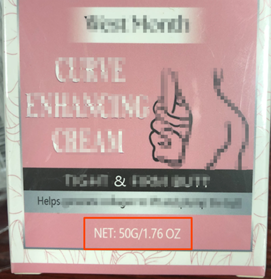 West Month
CURVE
ENHANCING
CREAM
TIGHT & FIRM BUTT
Helps
NET: 50G/1.76 OZ